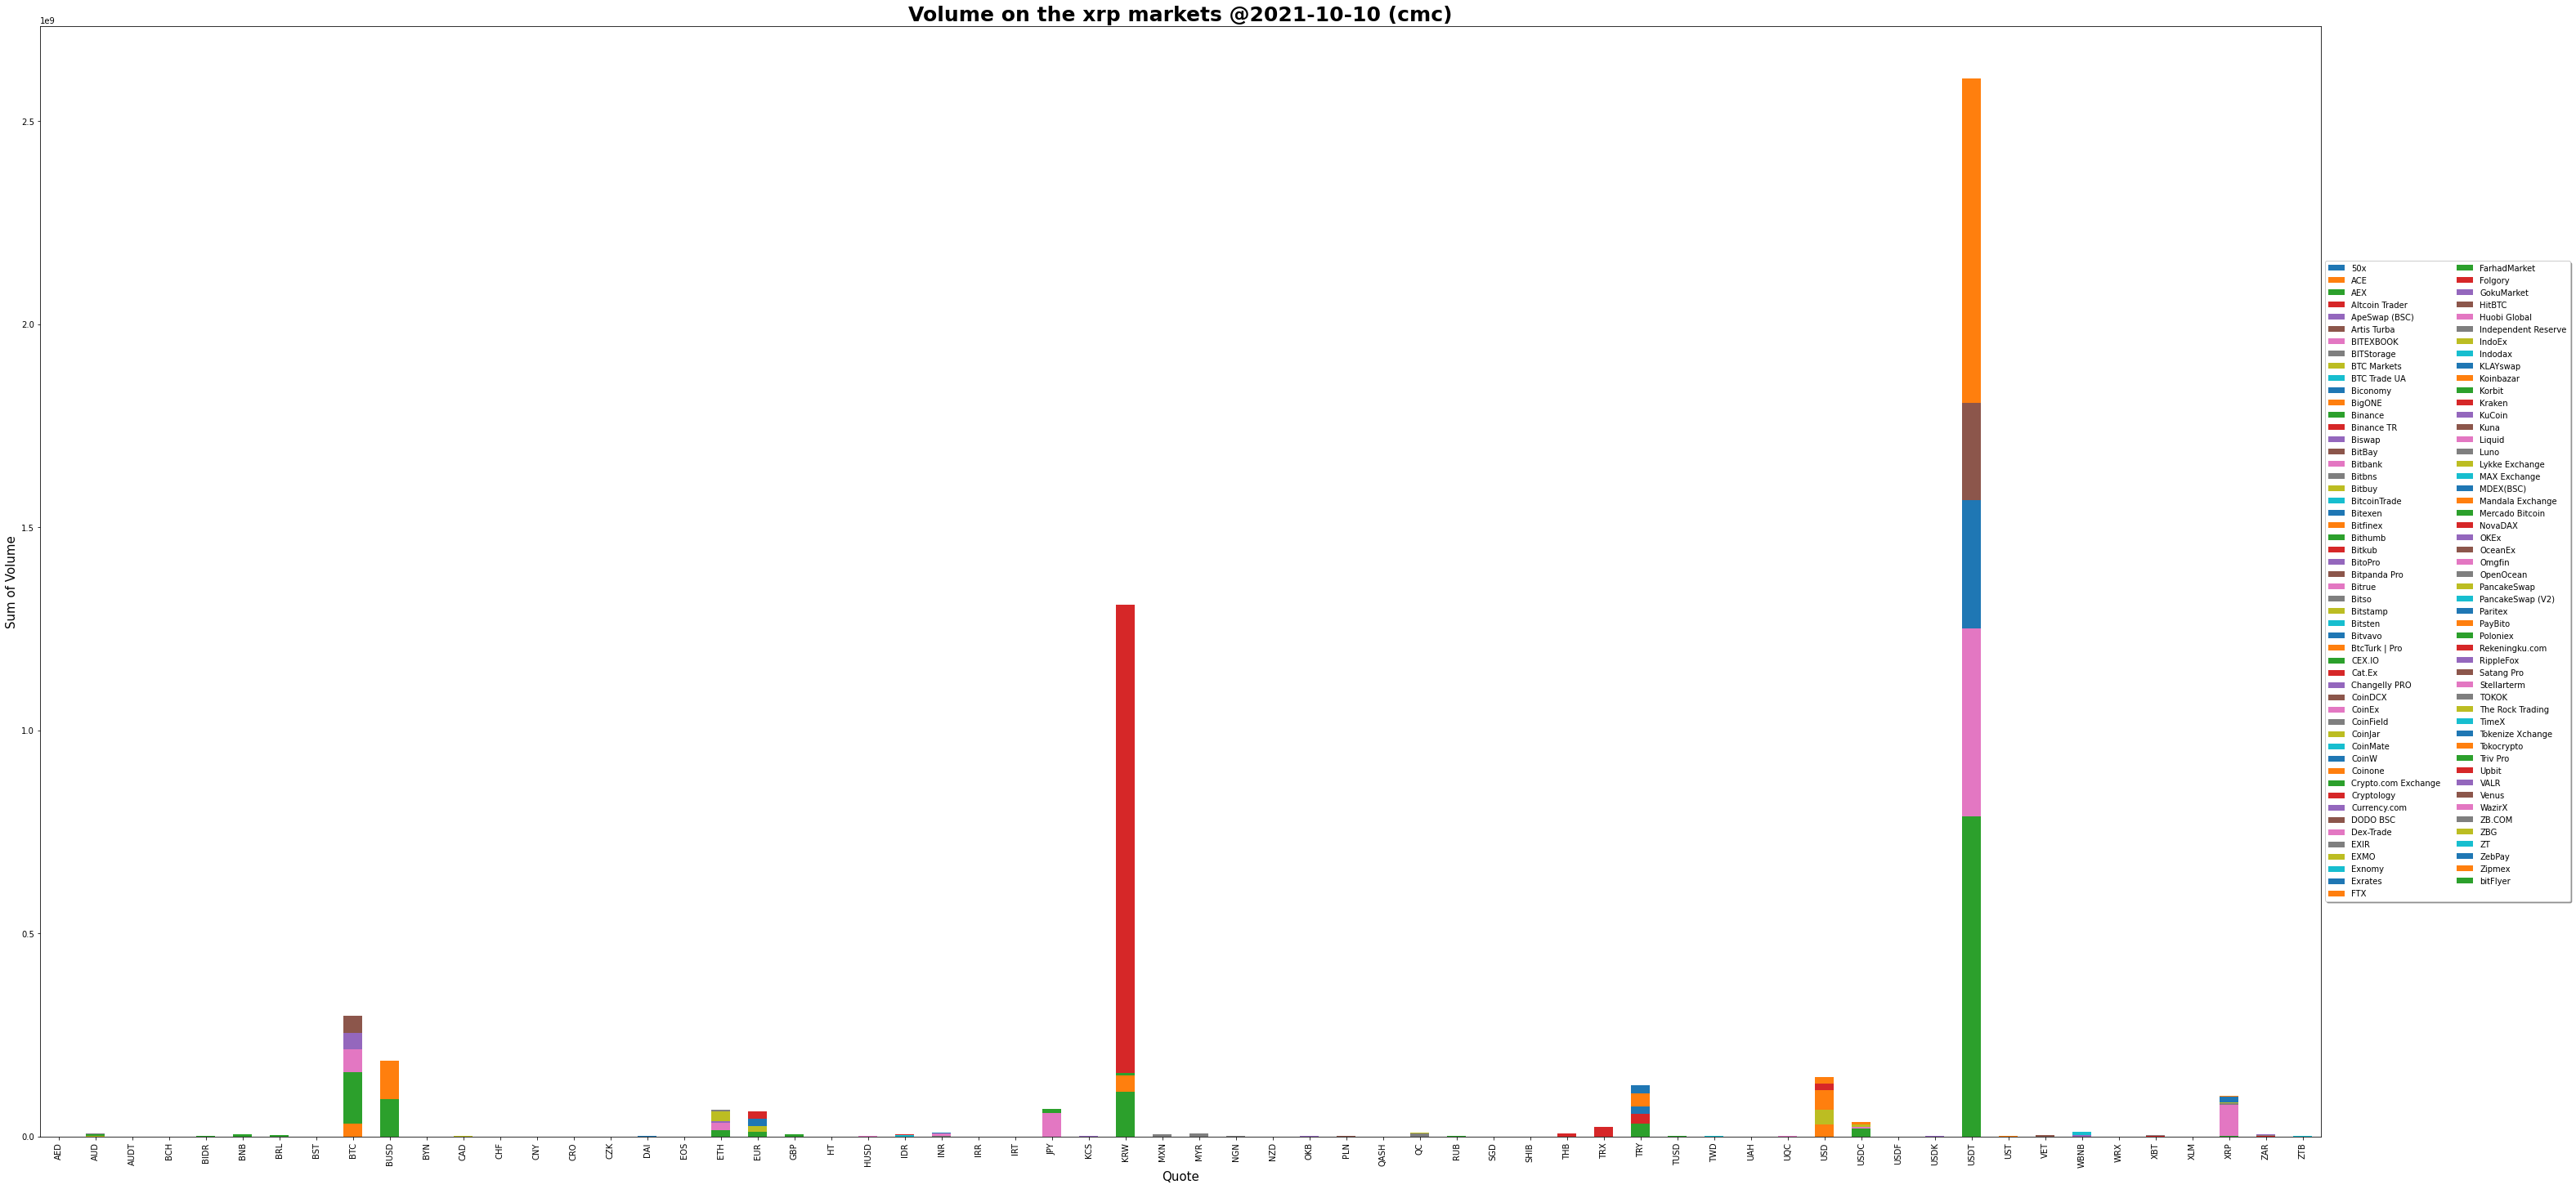 Volume on the xrp markets @2021-10-10 (cmc)
1e9
2.5
2.0
1.5
1.0
0.5
0.0
Sum of Volume
AED
AUD
AUDT
BCH
BIDR
BNB
BRL
BST
BTC
BUSD
BYN
CAD
CHF
CNY
CRO
CZK
DAI
EOS
ETH
EUR
GBP
HT
HUSD
IDR
INR
IRR
IRT
JPY
KCS
KRW
MXN
MYR
NGN
NZD
OKB
PLN
QASH
QC
RUB
SGD
SHIB
THB
TRX
TRY
TUSD
TWD
UAH
UQC
USD
USDC
USDF
USDK
USDT
UST
VET
WBNB
WRX
XBT
XLM
XRP
ZAR
ZTB
Quote
50x
ACE
AEX
Altcoin Trader
ApeSwap (BSC)
Artis Turba
BITEXBOOK
BITStorage
BTC Markets
BTC Trade UA
Biconomy
BigONE
Binance
Binance TR
Biswap
BitBay
Bitbank
Bitbns
Bitbuy
BitcoinTrade
Bitexen
Bitfinex
Bithumb
Bitkub
BitoPro
Bitpanda Pro
Bitrue
Bitso
Bitstamp
Bitsten
Bitvavo
BtcTurk | Pro
CEX.IO
Cat.Ex
Changelly PRO
CoinDCX
CoinEx
CoinField
CoinJar
CoinMate
CoinW
Coinone
Crypto.com Exchange
Cryptology
Currency.com
DODO BSC
Dex-Trade
EXIR
EXMO
Exnomy
Exrates
FTX
FarhadMarket
Folgory
GokuMarket
HitBTC
Huobi Global
Independent Reserve
IndoEx
Indodax
KLAYswap
Koinbazar
Korbit
Kraken
KuCoin
Kuna
Liquid
Luno
Lykke Exchange
MAX Exchange
MDEX(BSC)
Mandala Exchange
Mercado Bitcoin
NovaDAX
OKEx
OceanEx
Omgfin
OpenOcean
PancakeSwap
PancakeSwap (V2)
Paritex
PayBito
Poloniex
Rekeningku.com
RippleFox
Satang Pro
Stellarterm
TOKOK
The Rock Trading
TimeX
Tokenize Xchange
Tokocrypto
Triv Pro
Upbit
VALR
Venus
WazirX
ZB.COM
ZBG
ZT
ZebPay
Zipmex
bitFlyer